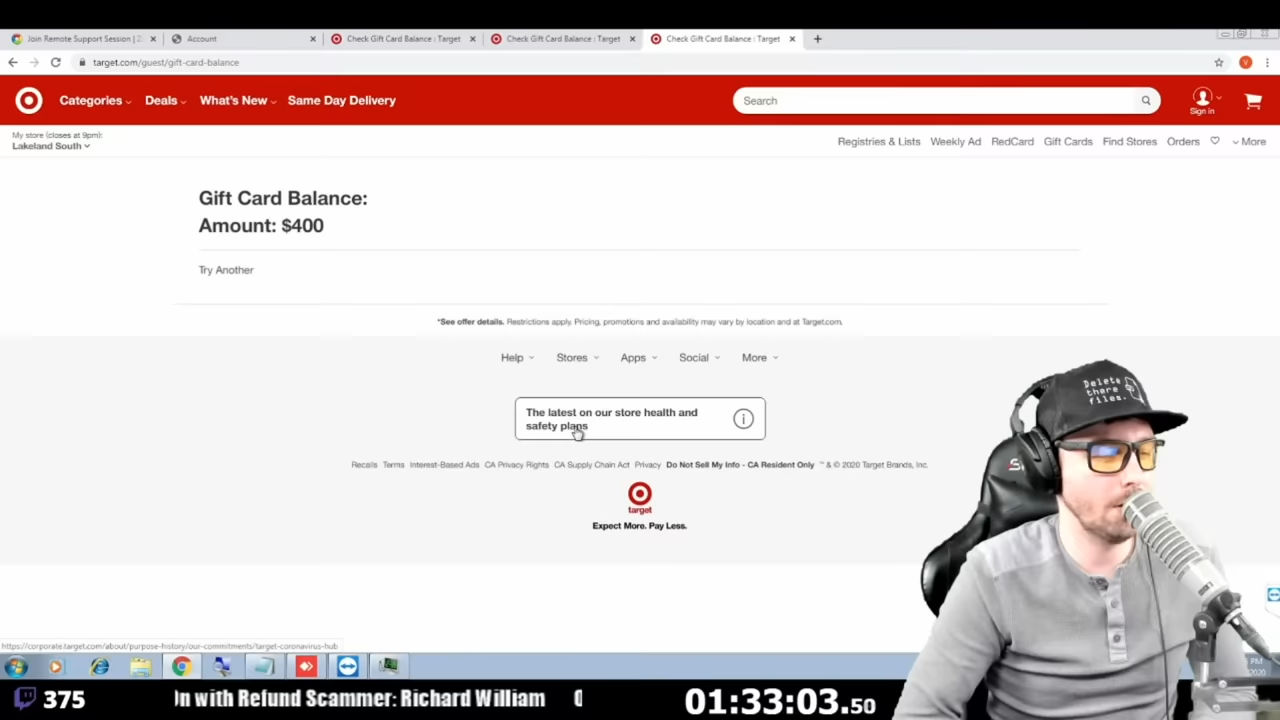 Join Remote Support Session | 2
Account
Check Gift Card Balance : Target
Check Gift Card Balance : Target
Check Gift Card Balance : Target
target.com/guest/gift-card-balance
V
Categories
Deals
What's New
Same Day Delivery
Search
Sign in
My store (closes at 9pm):
Lakeland South
Registries & Lists
Weekly Ad
RedCard
Gift Cards
Find Stores
Orders
More
Gift Card Balance:
Amount: $400
Try Another
*See offer details. Restrictions apply. Pricing, promotions and availability may vary by location and at Target.com.
Help
Stores
Apps
Social
More
The latest on our store health and
safety plans
Recalls
Terms
Interest-Based Ads
CA Privacy Rights
CA Supply Chain Act
Privacy
Do Not Sell My Info - CA Resident Only
™ & © 2020 Target Brands, Inc.
target
Expect More. Pay Less.
Delete
there
files.
https://corporate.target.com/about/purpose-history/our-commitments/target-coronavirus-hub
PM
2020
375
On with Refund Scammer: Richard William
01:33:03.50